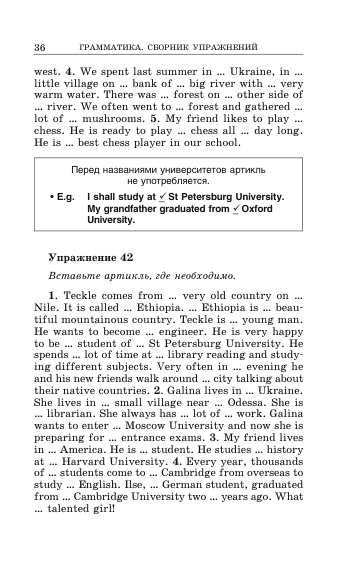 36 ГРАММАТИКА. СБОРНИК УПРАЖНЕНИЙ
west. 4. We spent last summer in ... Ukraine, in ...
little village on ... bank of ... big river with ... very
warm water. There was ... forest on ... other side of
... river. We often went to ... forest and gathered ...
lot of ... mushrooms. 5. My friend likes to play ...
chess. He is ready to play ... chess all ... day long.
He is ... best chess player in our school.
Перед названиями университетов артикль
не употребляется.
• E.g. I shall study at ✓ St Petersburg University.
My grandfather graduated from ✓ Oxford
University.
Упражнение 42
Вставьте артикль, где необходимо.
1. Teckle comes from ... very old country on ...
Nile. It is called ... Ethiopia. ... Ethiopia is ... beau-
tiful mountainous country. Teckle is ... young man.
He wants to become ... engineer. He is very happy
to be ... student of ... St Petersburg University. He
spends ... lot of time at ... library reading and study-
ing different subjects. Very often in ... evening he
and his new friends walk around ... city talking about
their native countries. 2. Galina lives in ... Ukraine.
She lives in ... small village near ... Odessa. She is
... librarian. She always has ... lot of ... work. Galina
wants to enter ... Moscow University and now she is
preparing for ... entrance exams. 3. My friend lives
in ... America. He is ... student. He studies ... history
at ... Harvard University. 4. Every year, thousands
of ... students come to ... Cambridge from overseas to
study ... English. Ilse, ... German student, graduated
from ... Cambridge University two ... years ago. What
... talented girl!